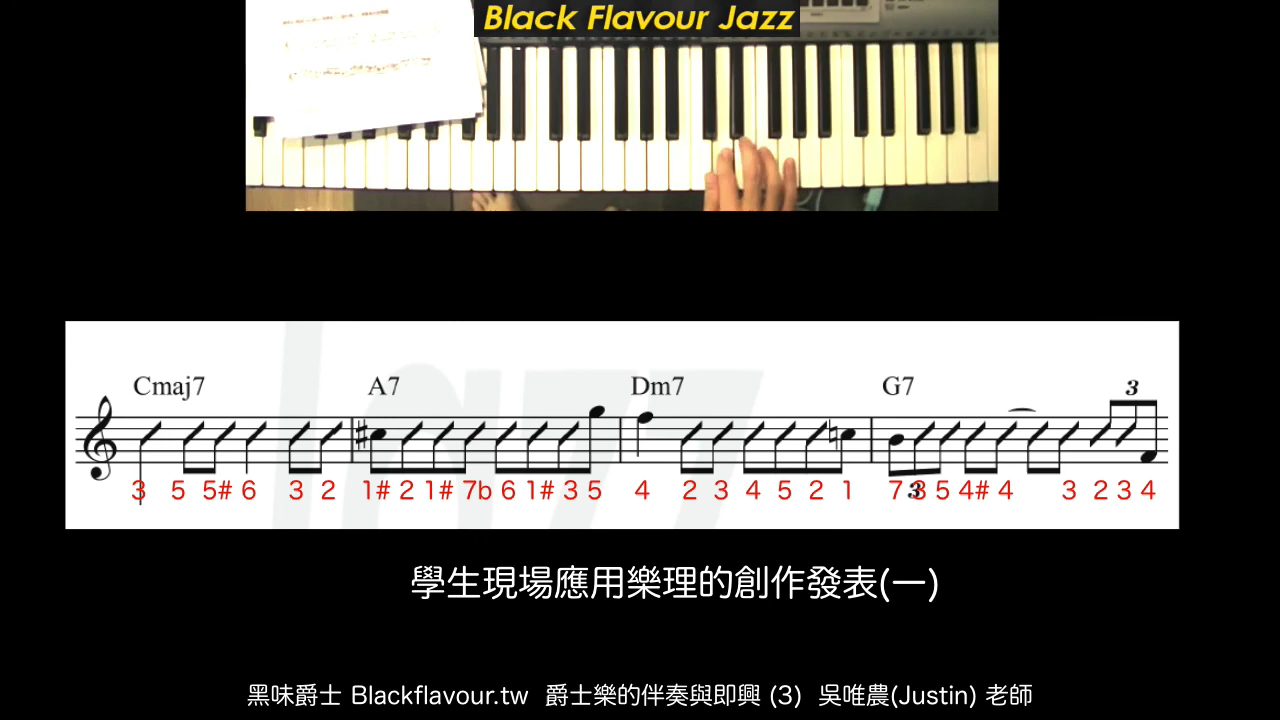 Black Flavour Jazz
Cmaj7 A7 Dm7 G7 3
3 5 5# 6 3 2 1# 2 1# 7b 6 1# 3 5 4 2 3 4 5 2 1 7 3 5 4# 4 3 2 3 4
3
學生現場應用樂理的創作發表(一)
黑味爵士 Blackflavour.tw 爵士樂的伴奏與即興 (3) 吳唯農(Justin) 老師